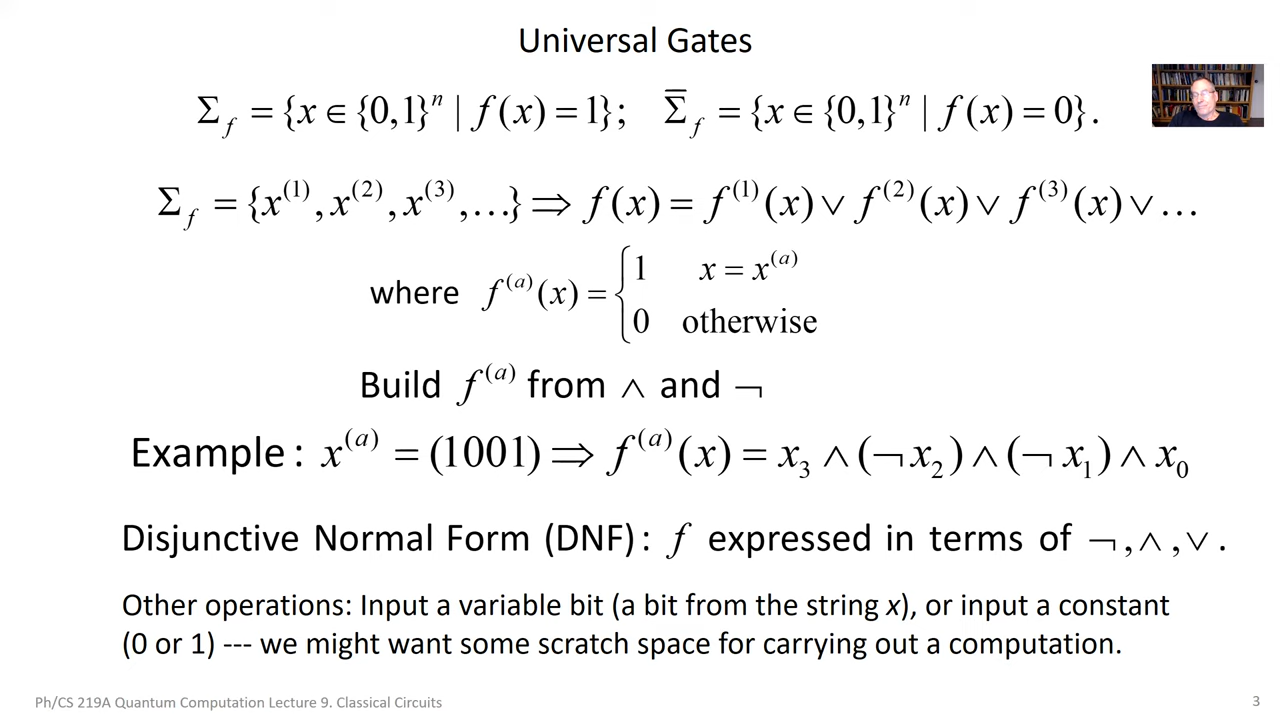 Universal Gates
Σ_f = {x ∈ {0,1}^n | f(x) = 1};   Σ̅_f = {x ∈ {0,1}^n | f(x) = 0}.
Σ_f = {x^(1), x^(2), x^(3), …} ⇒ f(x) = f^(1)(x) ∨ f^(2)(x) ∨ f^(3)(x) ∨ …
where f^(a)(x) = { 1   x = x^(a)
0   otherwise
Build f^(a) from ∧ and ¬
Example: x^(a) = (1001) ⇒ f^(a)(x) = x_3 ∧ (¬ x_2) ∧ (¬ x_1) ∧ x_0
Disjunctive Normal Form (DNF): f expressed in terms of ¬, ∧, ∨.
Other operations: Input a variable bit (a bit from the string x), or input a constant
(0 or 1) --- we might want some scratch space for carrying out a computation.
Ph/CS 219A Quantum Computation Lecture 9. Classical Circuits
3